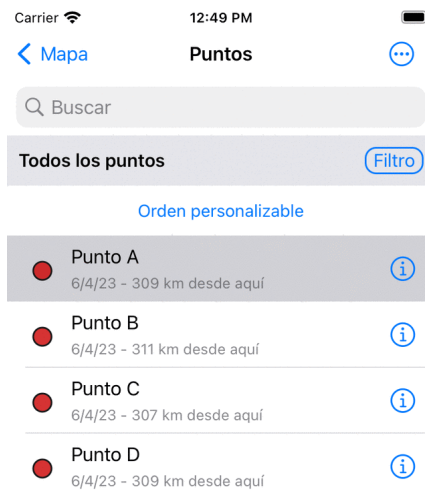 Carrier 12:49 PM
Mapa Puntos
Buscar
Todos los puntos Filtro
Orden personalizable
Punto A
6/4/23 - 309 km desde aquí
Punto B
6/4/23 - 311 km desde aquí
Punto C
6/4/23 - 307 km desde aquí
Punto D
6/4/23 - 309 km desde aquí